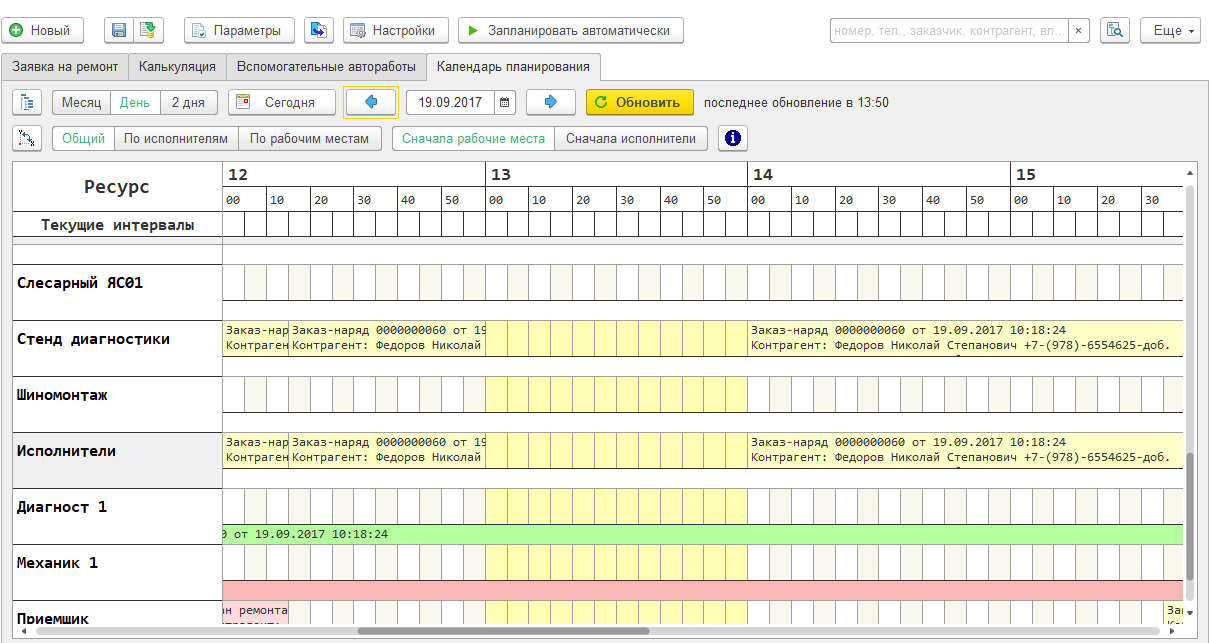 Новый Параметры Настройки Запланировать автоматически номер, тел., заказчик, контрагент, вл... × Еще
Заявка на ремонт Калькуляция Вспомогательные автоработы Календарь планирования
Месяц День 2 дня Сегодня 19.09.2017 Обновить последнее обновление в 13:50
Общий По исполнителям По рабочим местам Сначала рабочие места Сначала исполнители i
Ресурс 12 13 14 15
00 10 20 30 40 50 00 10 20 30 40 50 00 10 20 30 40 50 00 10 20 30
Текущие интервалы
Слесарный ЯС01
Стенд диагностики
Заказ-нар Заказ-наряд 0000000060 от 19 Заказ-наряд 0000000060 от 19.09.2017 10:18:24
Контраген Контрагент: Федоров Николай Контрагент: Федоров Николай Степанович +7-(978)-6554625-доб.
Шиномонтаж
Исполнители
Заказ-нар Заказ-наряд 0000000060 от 19 Заказ-наряд 0000000060 от 19.09.2017 10:18:24
Контраген Контрагент: Федоров Николай Контрагент: Федоров Николай Степанович +7-(978)-6554625-доб.
Диагност 1
0 от 19.09.2017 10:18:24
Механик 1
Приемщик
ан ремонта За